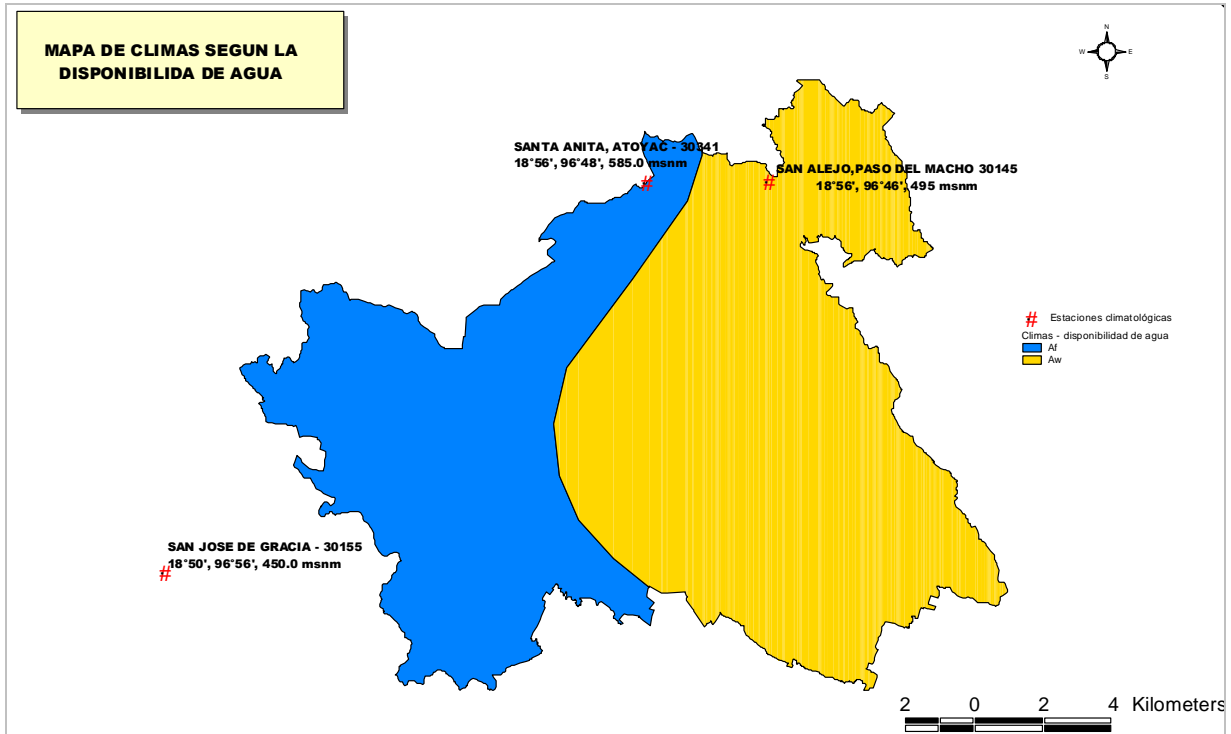 MAPA DE CLIMAS SEGUN LA
DISPONIBILIDA DE AGUA
N
W
E
S
SANTA ANITA, ATOYAC - 30341
18°56', 96°48', 585.0 msnm
SAN ALEJO,PASO DEL MACHO 30145
18°56', 96°46', 495 msnm
# Estaciones climatológicas
Climas - disponibilidad de agua
Af
Aw
SAN JOSE DE GRACIA - 30155
18°50', 96°56', 450.0 msnm
2 0 2 4 Kilometers